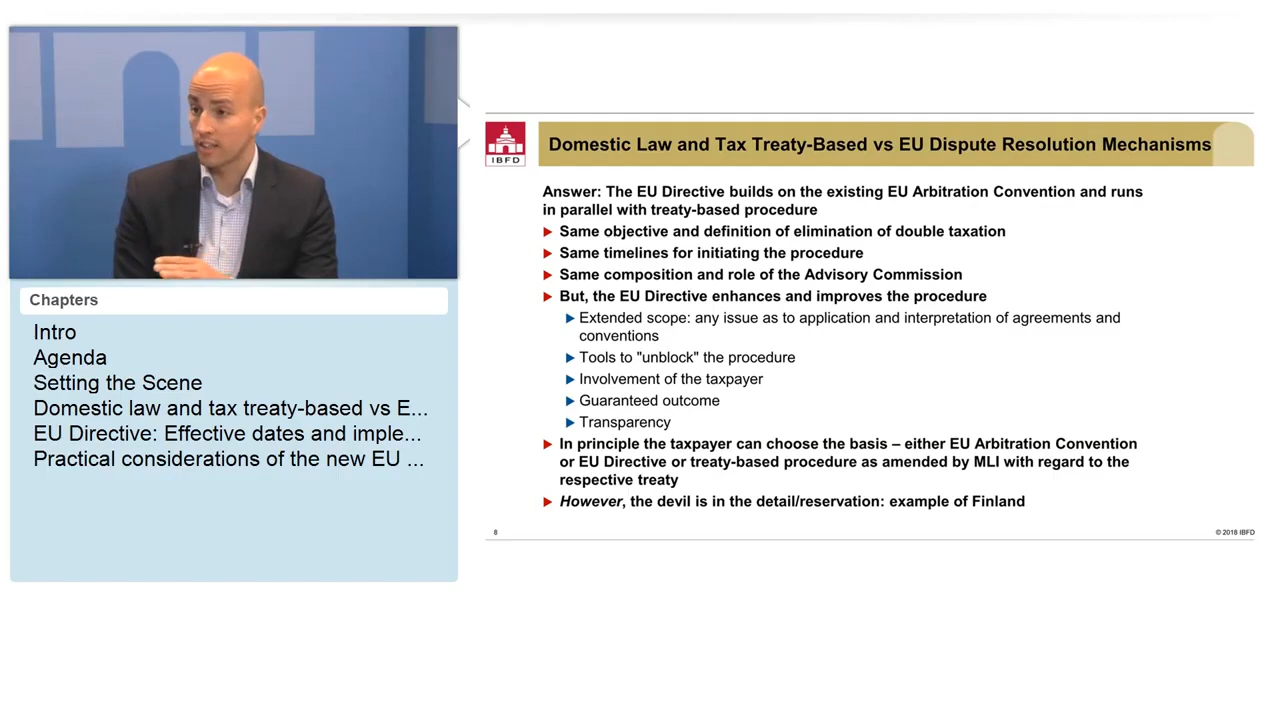 Chapters
Intro
Agenda
Setting the Scene
Domestic law and tax treaty-based vs E...
EU Directive: Effective dates and imple...
Practical considerations of the new EU ...
IBFD
Domestic Law and Tax Treaty-Based vs EU Dispute Resolution Mechanisms
Answer: The EU Directive builds on the existing EU Arbitration Convention and runs
in parallel with treaty-based procedure
Same objective and definition of elimination of double taxation
Same timelines for initiating the procedure
Same composition and role of the Advisory Commission
But, the EU Directive enhances and improves the procedure
Extended scope: any issue as to application and interpretation of agreements and
conventions
Tools to "unblock" the procedure
Involvement of the taxpayer
Guaranteed outcome
Transparency
In principle the taxpayer can choose the basis – either EU Arbitration Convention
or EU Directive or treaty-based procedure as amended by MLI with regard to the
respective treaty
However, the devil is in the detail/reservation: example of Finland
8
© 2018 IBFD